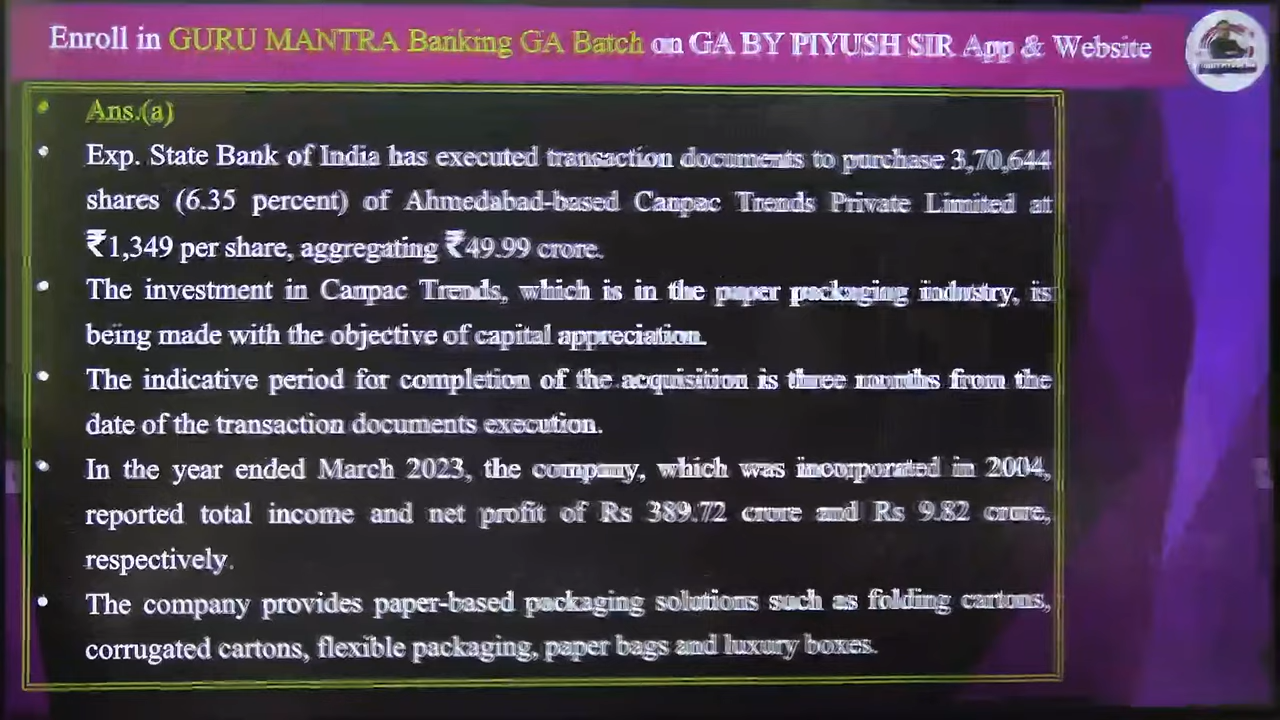 Enroll in GURU MANTRA Banking GA Batch on GA BY PIYUSH SIR App & Website
• Ans.(a)
• Exp. State Bank of India has executed transaction documents to purchase 3,70,644
shares (6.35 percent) of Ahmedabad-based Canpac Trends Private Limited at
₹1,349 per share, aggregating ₹49.99 crore.
• The investment in Canpac Trends, which is in the paper packaging industry, is
being made with the objective of capital appreciation.
• The indicative period for completion of the acquisition is three months from the
date of the transaction documents execution.
• In the year ended March 2023, the company, which was incorporated in 2004,
reported total income and net profit of Rs 389.72 crore and Rs 9.82 crore,
respectively.
• The company provides paper-based packaging solutions such as folding cartons,
corrugated cartons, flexible packaging, paper bags and luxury boxes.